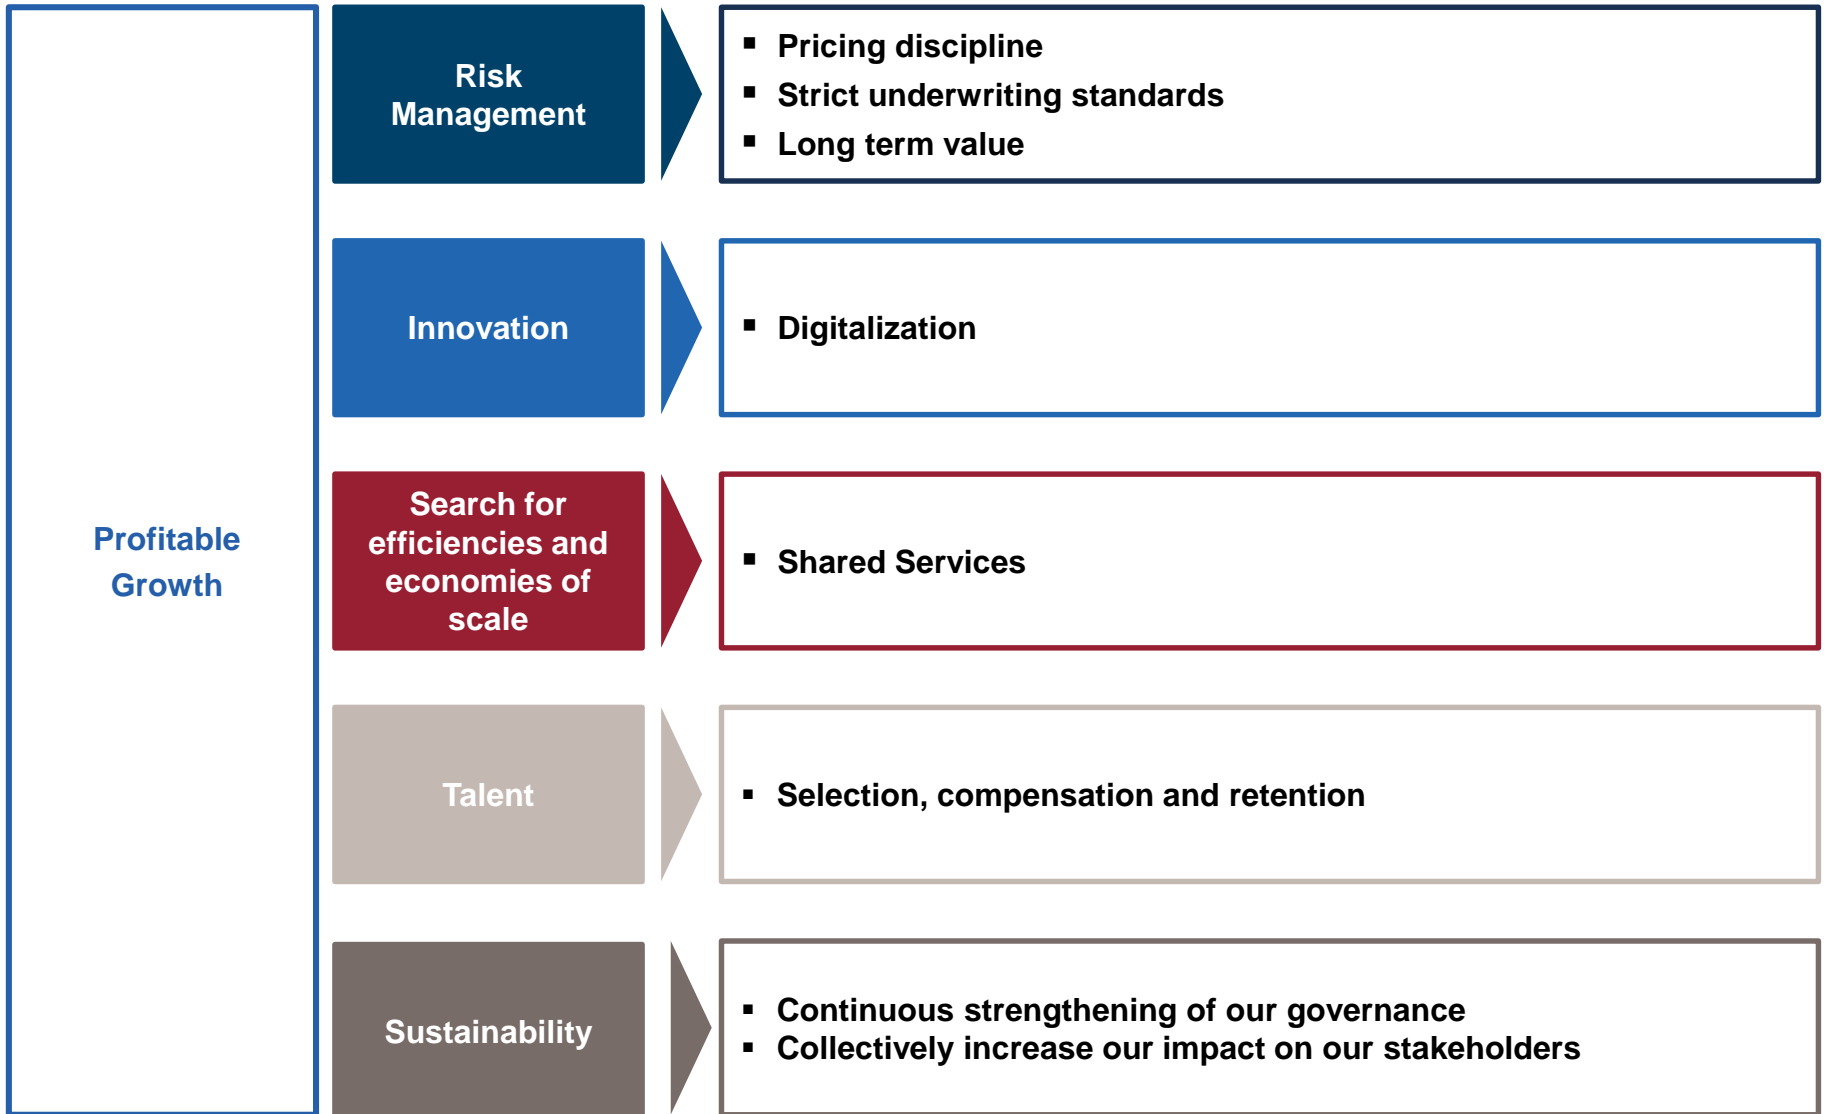 Profitable
Growth
Risk
Management
▪ Pricing discipline
▪ Strict underwriting standards
▪ Long term value
Innovation
▪ Digitalization
Search for
efficiencies and
economies of
scale
▪ Shared Services
Talent
▪ Selection, compensation and retention
Sustainability
▪ Continuous strengthening of our governance
▪ Collectively increase our impact on our stakeholders